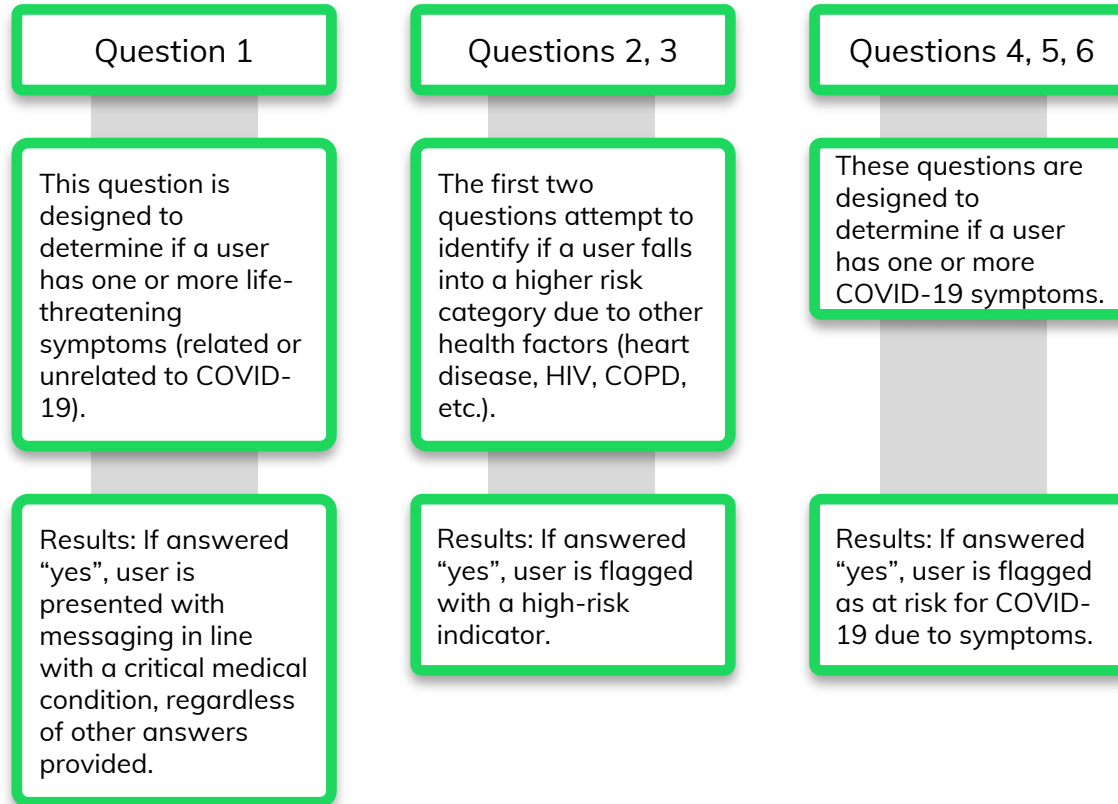 Question 1
This question is
designed to
determine if a user
has one or more life-
threatening
symptoms (related or
unrelated to COVID-
19).
Results: If answered
“yes”, user is
presented with
messaging in line
with a critical medical
condition, regardless
of other answers
provided.
Questions 2, 3
The first two
questions attempt to
identify if a user falls
into a higher risk
category due to other
health factors (heart
disease, HIV, COPD,
etc.).
Results: If answered
“yes”, user is flagged
with a high-risk
indicator.
Questions 4, 5, 6
These questions are
designed to
determine if a user
has one or more
COVID-19 symptoms.
Results: If answered
“yes”, user is flagged
as at risk for COVID-
19 due to symptoms.